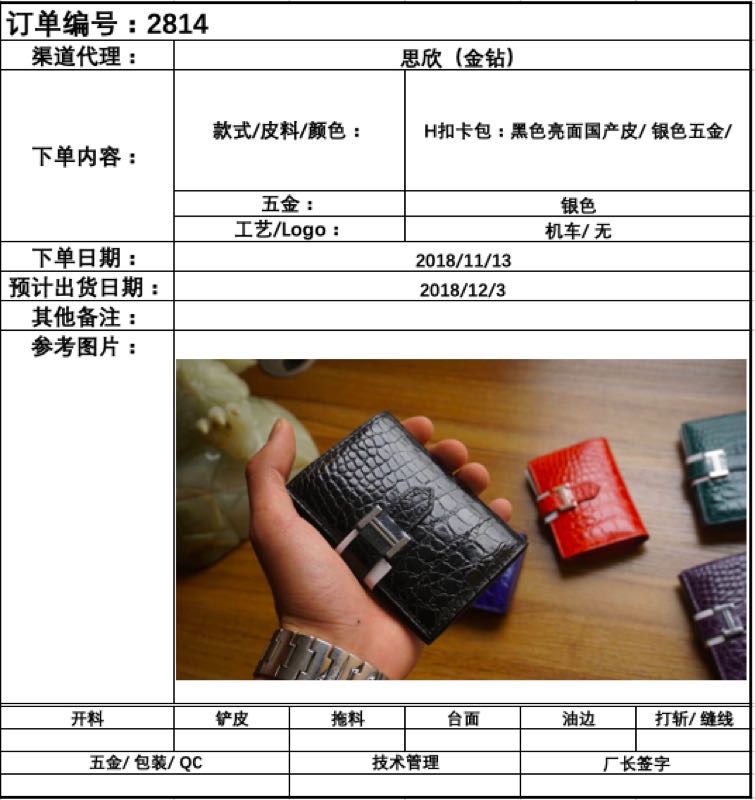 订单编号：2814
渠道代理： 思欣（金钻）
下单内容： 款式/皮料/颜色： H扣卡包：黑色亮面国产皮/ 银色五金/
五金： 银色
工艺/Logo： 机车/ 无
下单日期： 2018/11/13
预计出货日期： 2018/12/3
其他备注：
参考图片：
开料 铲皮 拖料 台面 油边 打斩/ 缝线
五金/ 包装/ QC 技术管理 厂长签字